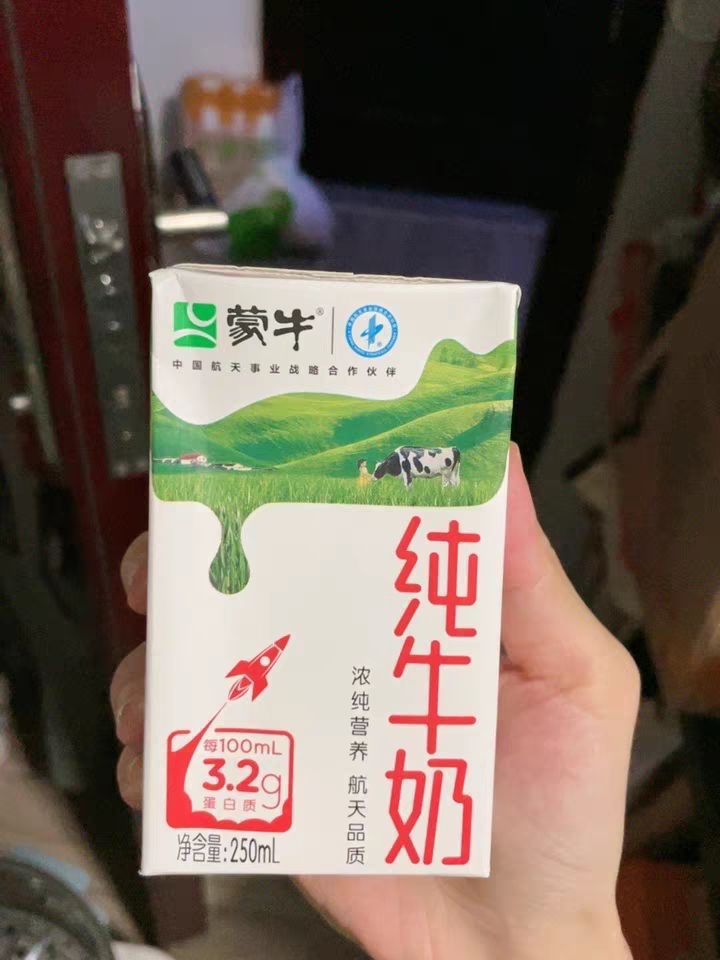 蒙牛®
中国航天事业战略合作伙伴
纯牛奶
浓纯营养 航天品质
每100mL
3.2g
蛋白质
净含量:250mL